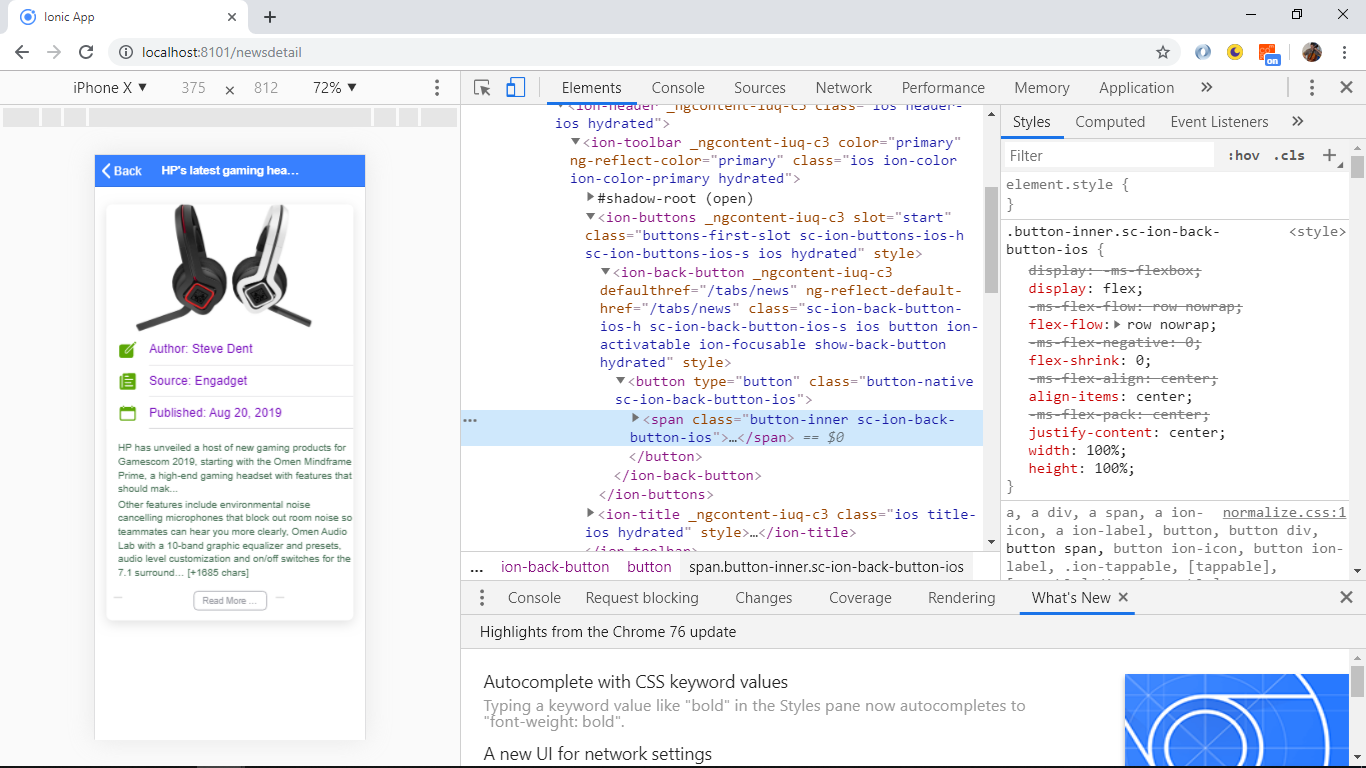 Ionic App
localhost:8101/newsdetail
on
iPhone X ▼ 375 × 812 72% ▼
Back HP's latest gaming hea...
Author: Steve Dent
Source: Engadget
Published: Aug 20, 2019
HP has unveiled a host of new gaming products for
Gamescom 2019, starting with the Omen Mindframe
Prime, a high-end gaming headset with features that
should mak...
Other features include environmental noise
cancelling microphones that block out room noise so
teammates can hear you more clearly, Omen Audio
Lab with a 10-band graphic equalizer and presets,
audio level customization and on/off switches for the
7.1 surround… [+1685 chars]
Read More ...
Elements Console Sources Network Performance Memory Application »
<ion-header _ngcontent-iuq-c3 class="ios header-
ios hydrated">
▼<ion-toolbar _ngcontent-iuq-c3 color="primary"
ng-reflect-color="primary" class="ios ion-color
ion-color-primary hydrated">
▶#shadow-root (open)
▼<ion-buttons _ngcontent-iuq-c3 slot="start"
class="buttons-first-slot sc-ion-buttons-ios-h
sc-ion-buttons-ios-s ios hydrated" style>
▼<ion-back-button _ngcontent-iuq-c3
defaulthref="/tabs/news" ng-reflect-default-
href="/tabs/news" class="sc-ion-back-button-
ios-h sc-ion-back-button-ios-s ios button ion-
activatable ion-focusable show-back-button
hydrated" style>
▼<button type="button" class="button-native
sc-ion-back-button-ios">
… ▶<span class="button-inner sc-ion-back-
button-ios">…</span> == $0
</button>
</ion-back-button>
</ion-buttons>
▶<ion-title _ngcontent-iuq-c3 class="ios title-
ios hydrated" style>…</ion-title>
</ion-toolbar>
... ion-back-button button span.button-inner.sc-ion-back-button-ios
Styles Computed Event Listeners »
Filter :hov .cls +
element.style {
}
.button-inner.sc-ion-back- <style>
button-ios {
display: -ms-flexbox;
display: flex;
-ms-flex-flow: row nowrap;
flex-flow:▶ row nowrap;
-ms-flex-negative: 0;
flex-shrink: 0;
-ms-flex-align: center;
align-items: center;
-ms-flex-pack: center;
justify-content: center;
width: 100%;
height: 100%;
}
a, a div, a span, a ion- normalize.css:1
icon, a ion-label, button, button div,
button span, button ion-icon, button ion-
label, .ion-tappable, [tappable],
Console Request blocking Changes Coverage Rendering What's New ×
Highlights from the Chrome 76 update
Autocomplete with CSS keyword values
Typing a keyword value like "bold" in the Styles pane now autocompletes to
"font-weight: bold".
A new UI for network settings